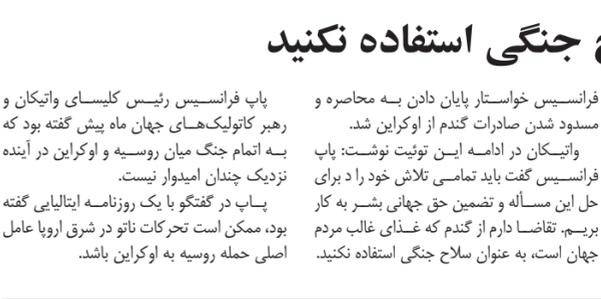 جنگی استفاده نکنید
فرانسیس خواستار پایان دادن به محاصره و
مسدود شدن صادرات گندم از اوکراین شد.
واتیکان در ادامه این توئیت نوشت: پاپ
فرانسیس گفت باید تمامی تلاش خود را د برای
حل این مسأله و تضمین حق جهانی بشر به کار
بریم. تقاضا دارم از گندم که غذای غالب مردم
جهان است، به عنوان سلاح جنگی استفاده نکنید.
پاپ فرانسیس رئیس کلیسای واتیکان و
رهبر کاتولیک‌های جهان ماه پیش گفته بود که
به اتمام جنگ میان روسیه و اوکراین در آینده
نزدیک چندان امیدوار نیست.
پاپ در گفتگو با یک روزنامه ایتالیایی گفته
بود، ممکن است تحرکات ناتو در شرق اروپا عامل
اصلی حمله روسیه به اوکراین باشد.